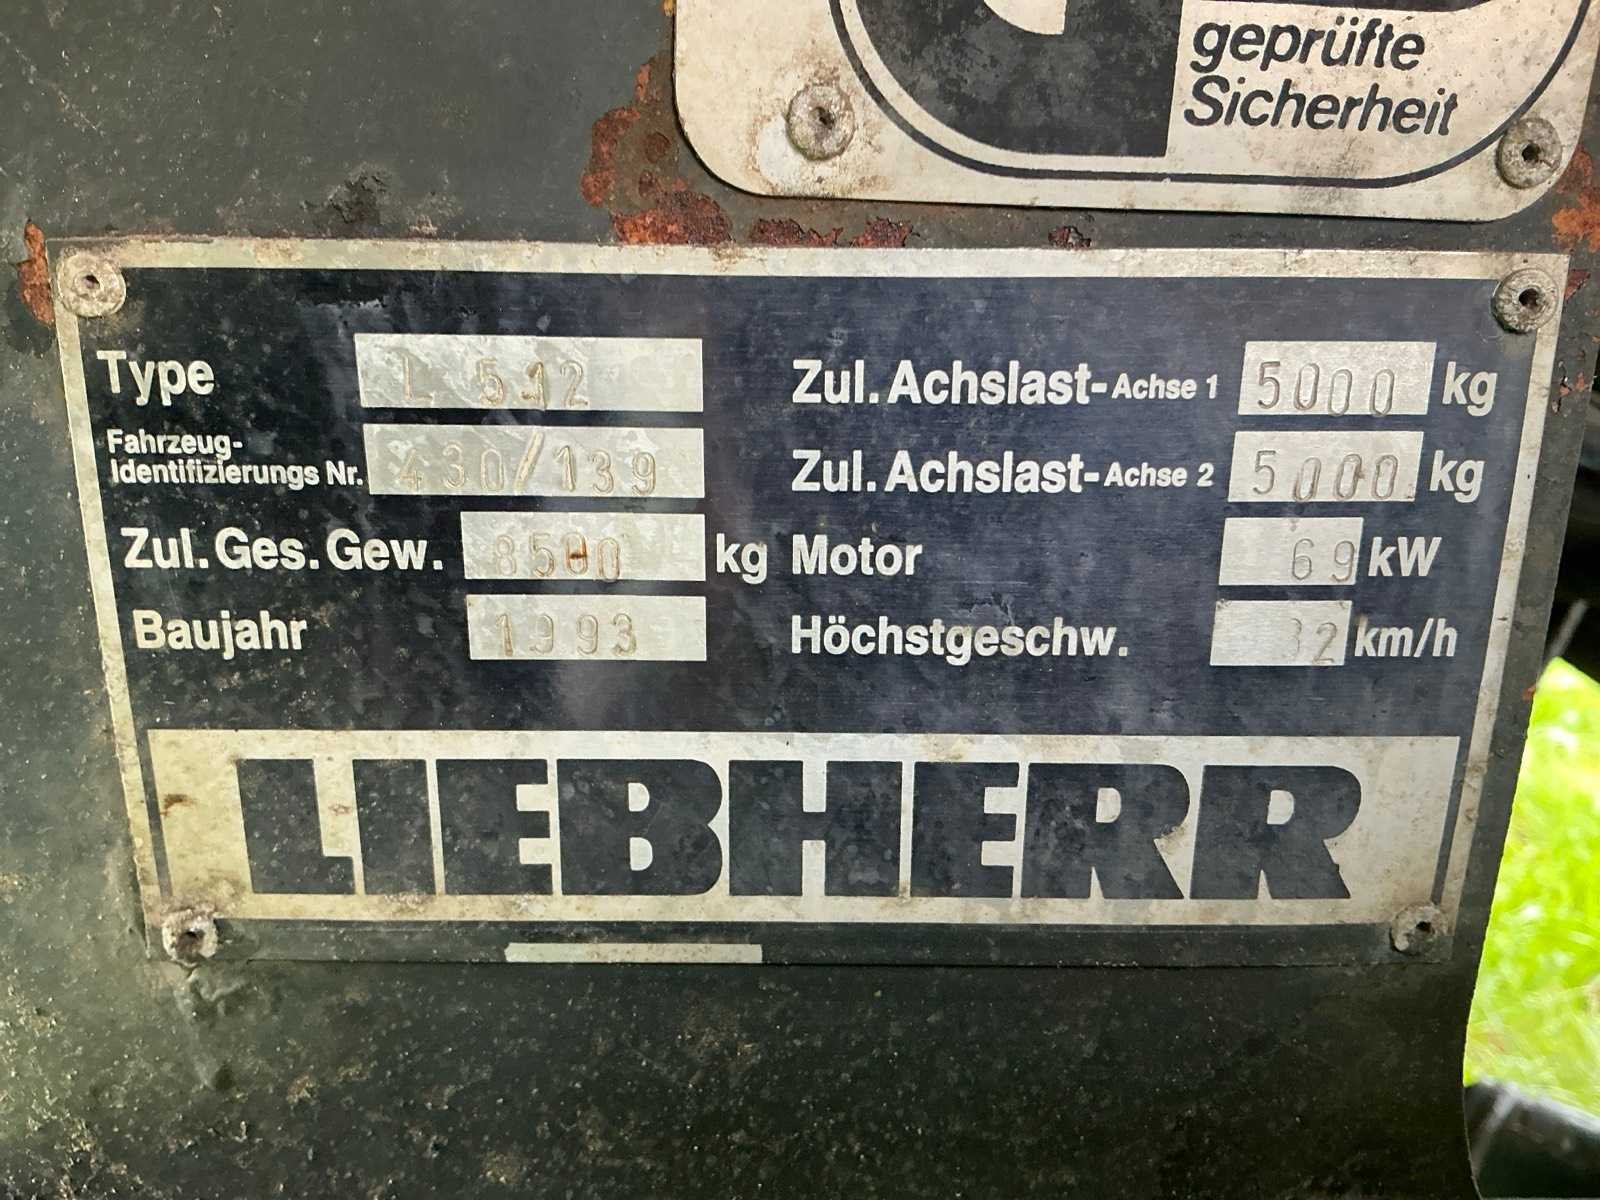 geprüfte
Sicherheit
Type L 512
Fahrzeug-
Identifizierungs Nr. 430/139
Zul. Ges. Gew. 8500 kg
Baujahr 1993
Zul. Achslast-Achse 1 5000 kg
Zul. Achslast-Achse 2 5000 kg
Motor 69 kW
Höchstgeschw. 32 km/h
LIEBHERR